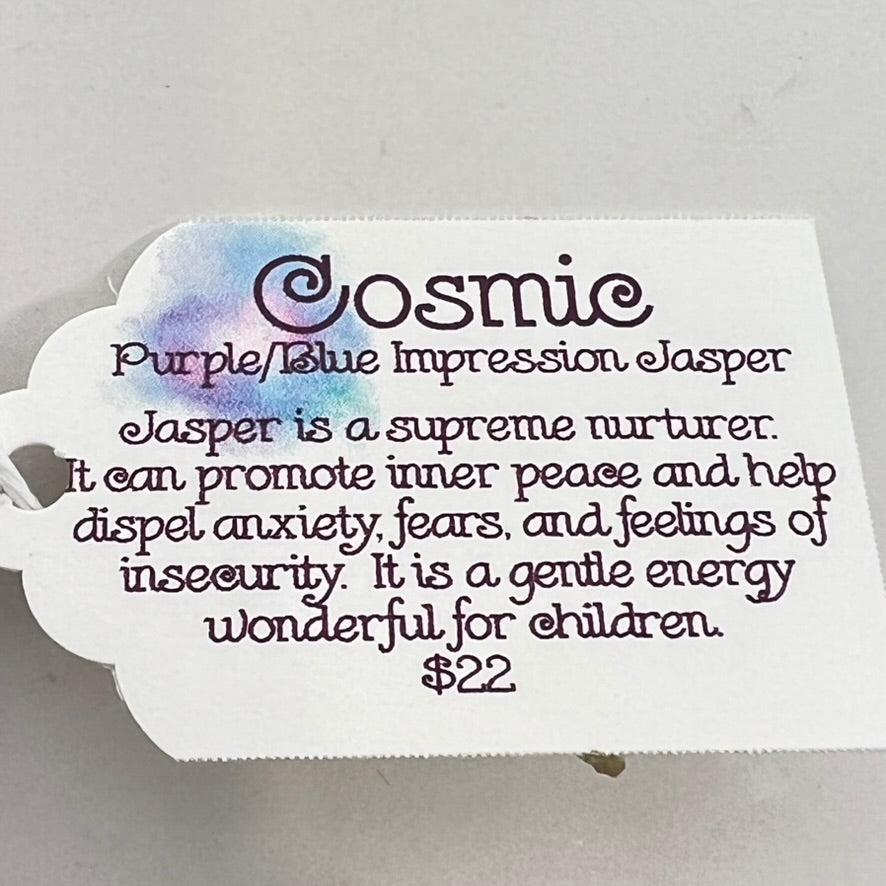 Cosmic
Purple/Blue Impression Jasper
Jasper is a supreme nurturer.
It can promote inner peace and help
dispel anxiety, fears, and feelings of
insecurity. It is a gentle energy
wonderful for children.
$22